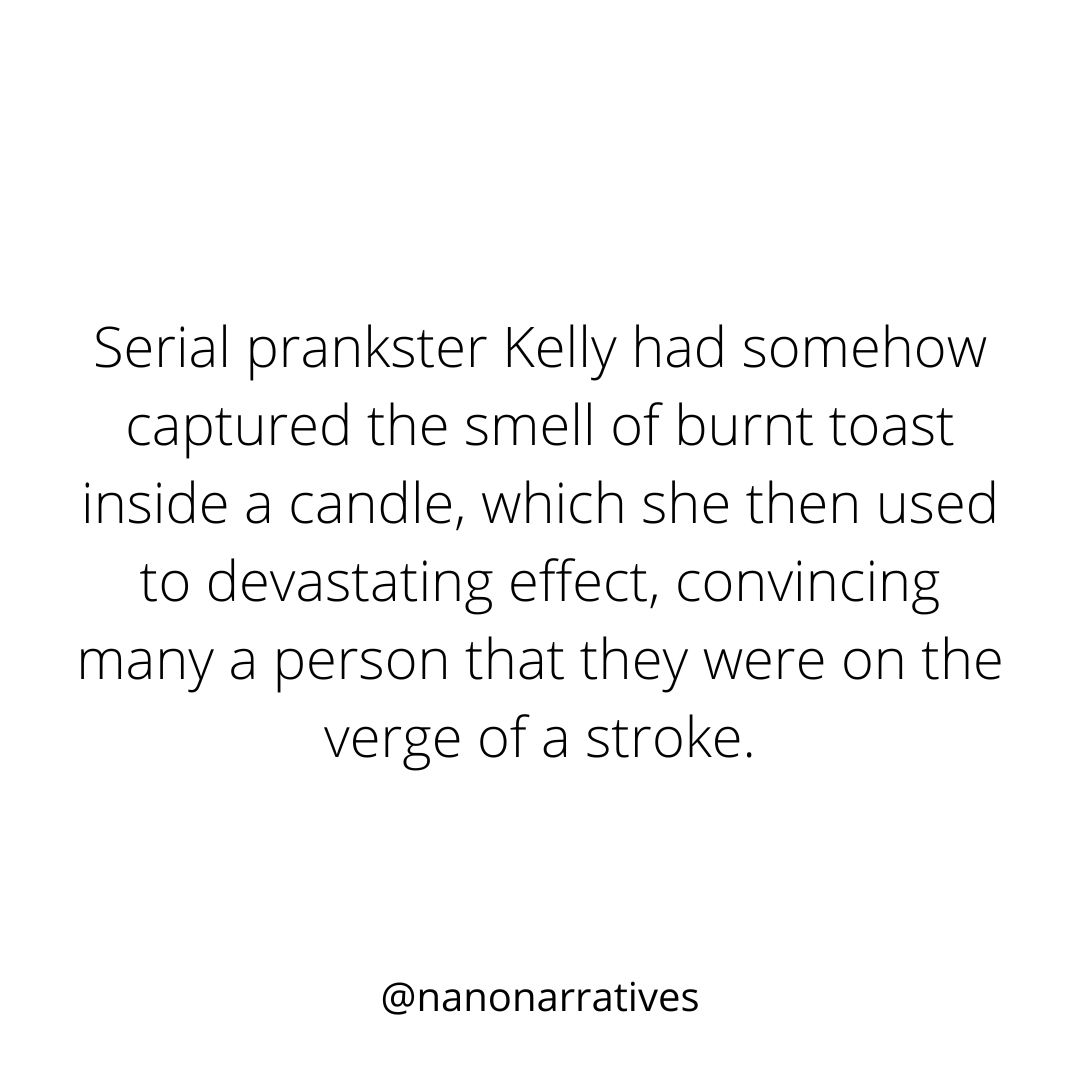 Serial prankster Kelly had somehow
captured the smell of burnt toast
inside a candle, which she then used
to devastating effect, convincing
many a person that they were on the
verge of a stroke.
@nanonarratives